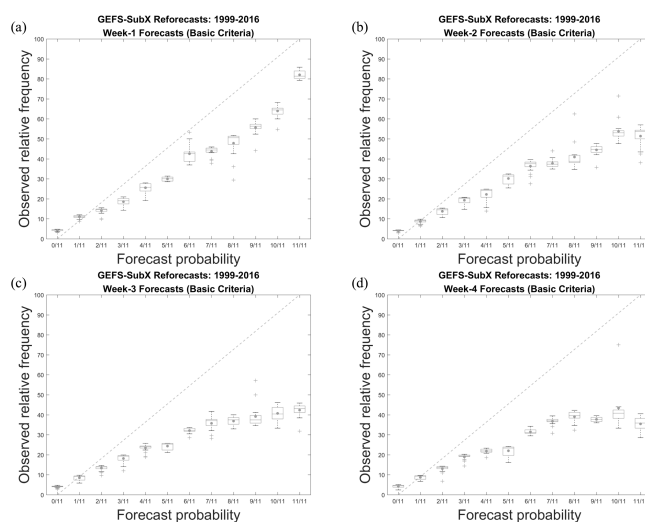 (a)
GEFS-SubX Reforecasts: 1999-2016
Week-1 Forecasts (Basic Criteria)
Observed relative frequency
100
90
80
70
60
50
40
30
20
10
0
0/11 1/11 2/11 3/11 4/11 5/11 6/11 7/11 8/11 9/11 10/11 11/11
Forecast probability
(b)
GEFS-SubX Reforecasts: 1999-2016
Week-2 Forecasts (Basic Criteria)
Observed relative frequency
100
90
80
70
60
50
40
30
20
10
0
0/11 1/11 2/11 3/11 4/11 5/11 6/11 7/11 8/11 9/11 10/11 11/1
Forecast probability
(c)
GEFS-SubX Reforecasts: 1999-2016
Week-3 Forecasts (Basic Criteria)
Observed relative frequency
100
90
80
70
60
50
40
30
20
10
0
0/11 1/11 2/11 3/11 4/11 5/11 6/11 7/11 8/11 9/11 10/11 11/11
Forecast probability
(d)
GEFS-SubX Reforecasts: 1999-2016
Week-4 Forecasts (Basic Criteria)
Observed relative frequency
100
90
80
70
60
50
40
30
20
10
0
0/11 1/11 2/11 3/11 4/11 5/11 6/11 7/11 8/11 9/11 10/11 11/1
Forecast probability